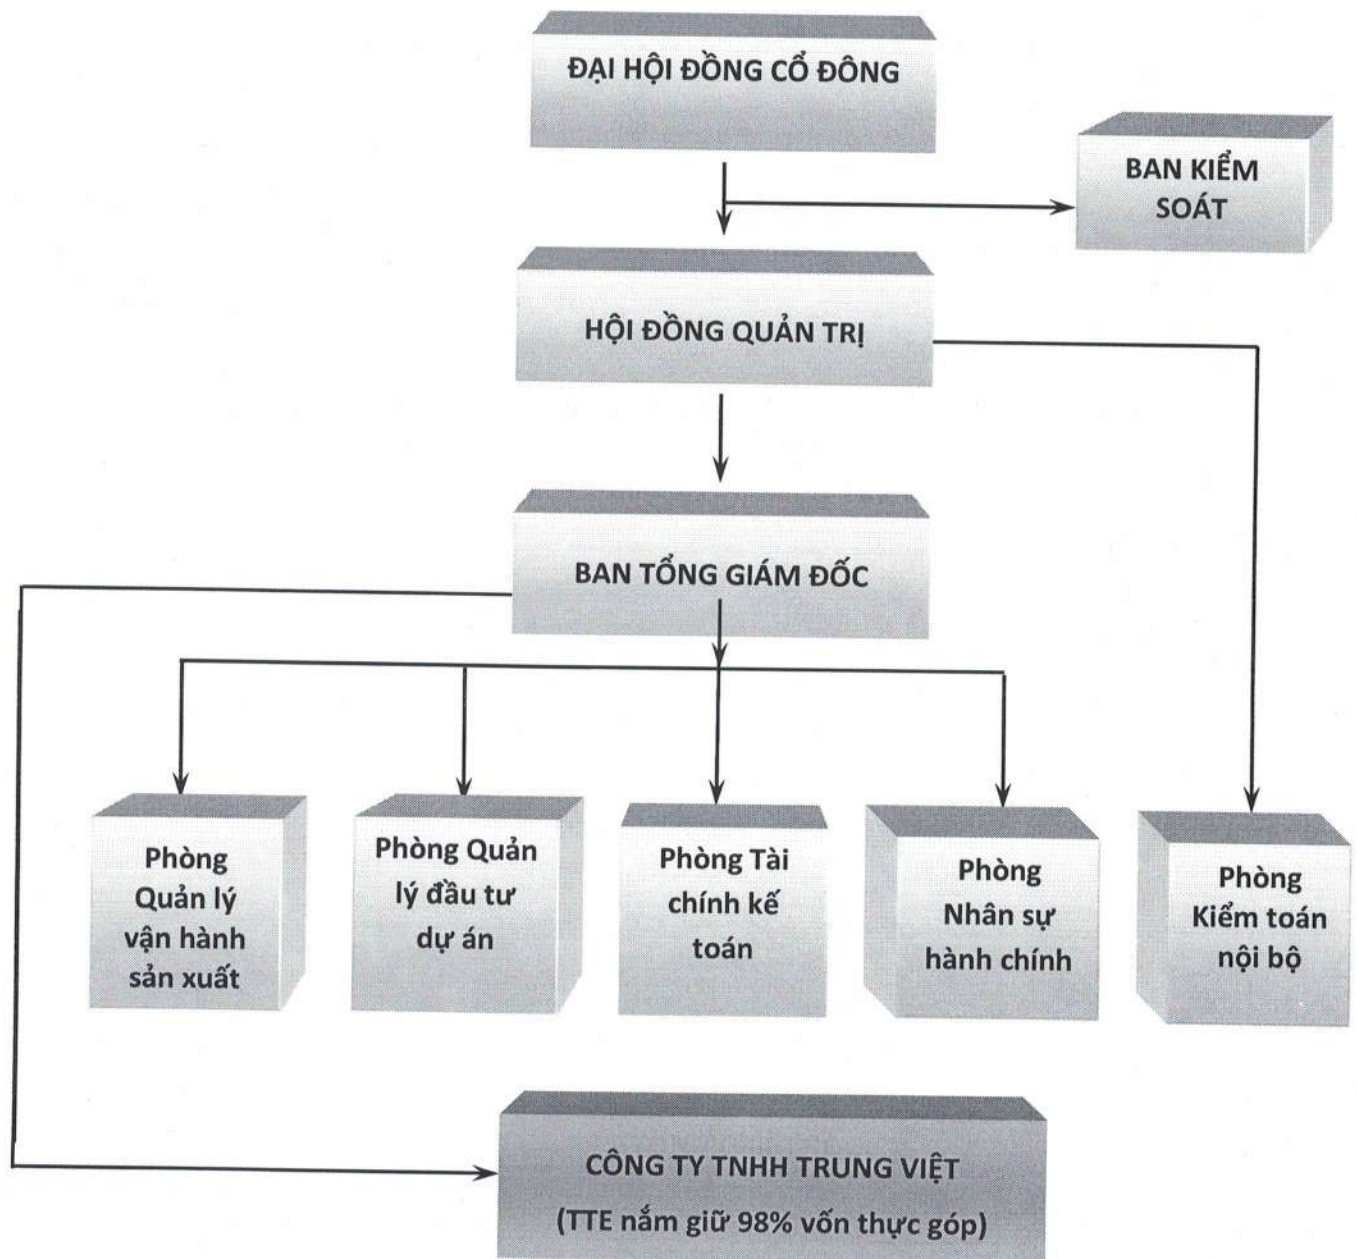 ĐẠI HỘI ĐỒNG CỔ ĐÔNG
BAN KIỂM
SOÁT
HỘI ĐỒNG QUẢN TRỊ
BAN TỔNG GIÁM ĐỐC
Phòng
Quản lý
vận hành
sản xuất
Phòng Quản
lý đầu tư
dự án
Phòng Tài
chính kế
toán
Phòng
Nhân sự
hành chính
Phòng
Kiểm toán
nội bộ
CÔNG TY TNHH TRUNG VIỆT
(TTE nắm giữ 98% vốn thực góp)